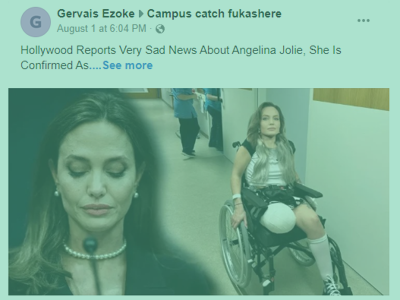 G
Gervais Ezoke Campus catch fukashere
August 1 at 6:04 PM ·
Hollywood Reports Very Sad News About Angelina Jolie, She Is
Confirmed As....See more